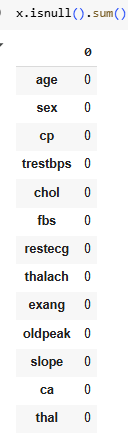 x.isnull().sum()
0
age 0
sex 0
cp 0
trestbps 0
chol 0
fbs 0
restecg 0
thalach 0
exang 0
oldpeak 0
slope 0
ca 0
thal 0